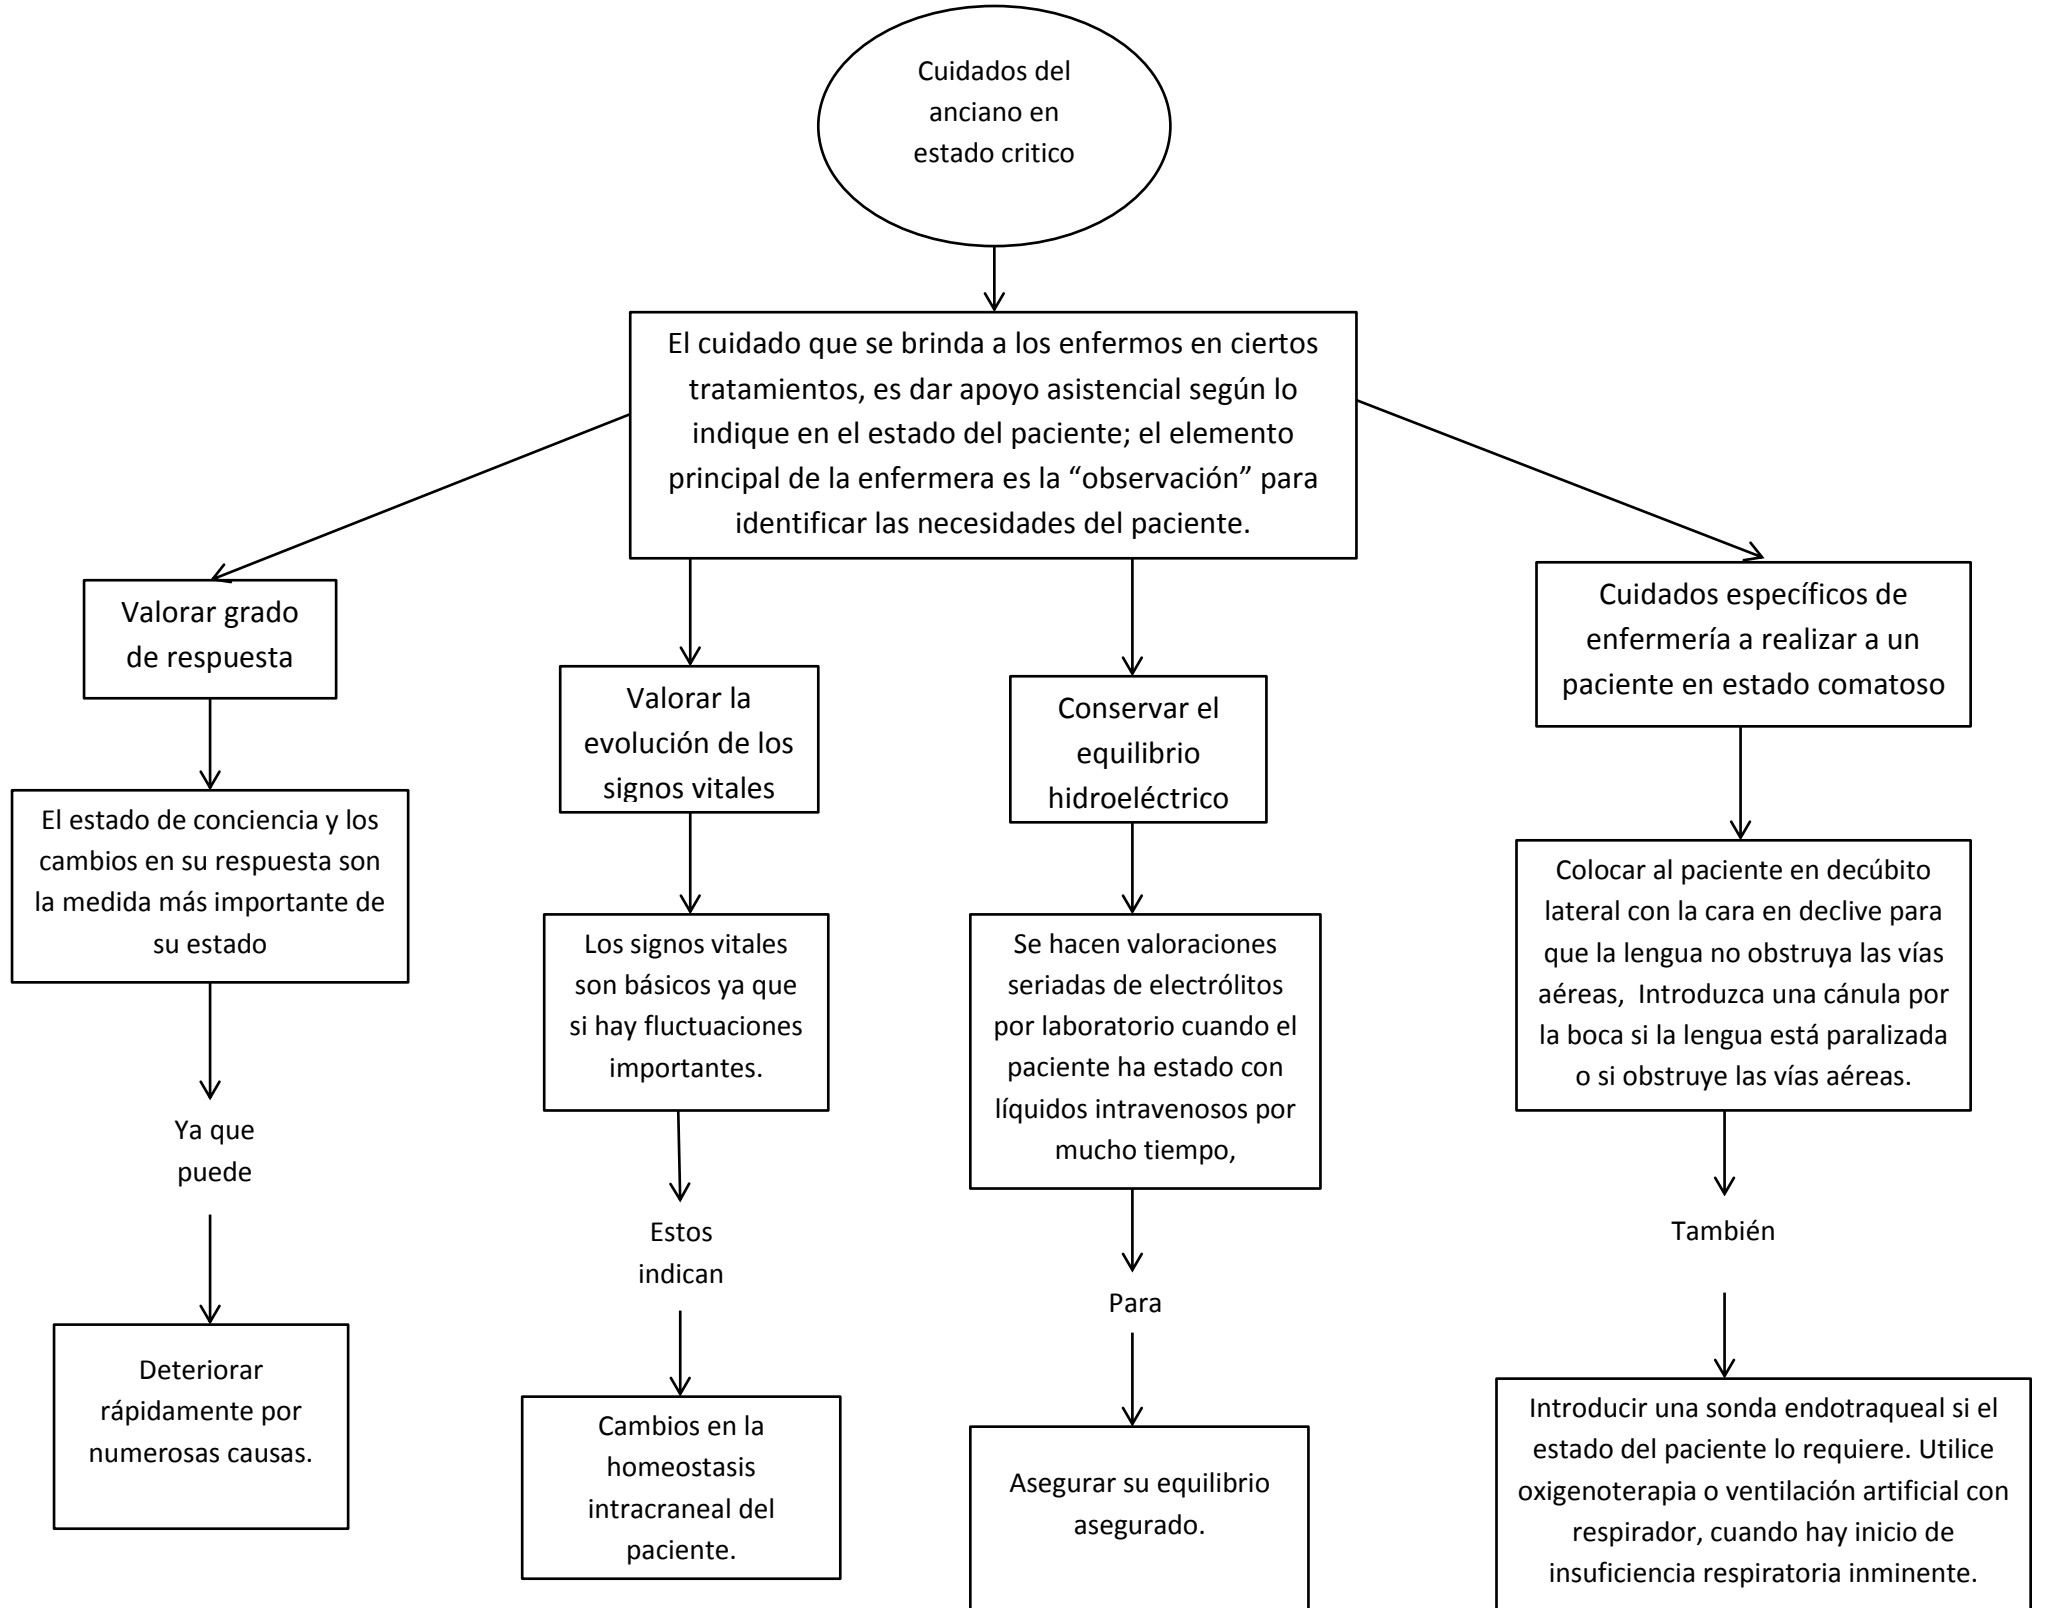 Cuidados del
anciano en
estado critico
El cuidado que se brinda a los enfermos en ciertos
tratamientos, es dar apoyo asistencial según lo
indique en el estado del paciente; el elemento
principal de la enfermera es la “observación” para
identificar las necesidades del paciente.
Valorar grado
de respuesta
El estado de conciencia y los
cambios en su respuesta son
la medida más importante de
su estado
Ya que
puede
Deteriorar
rápidamente por
numerosas causas.
Valorar la
evolución de los
signos vitales
Los signos vitales
son básicos ya que
si hay fluctuaciones
importantes.
Estos
indican
Cambios en la
homeostasis
intracraneal del
paciente.
Conservar el
equilibrio
hidroeléctrico
Se hacen valoraciones
seriadas de electrólitos
por laboratorio cuando el
paciente ha estado con
líquidos intravenosos por
mucho tiempo,
Para
Asegurar su equilibrio
asegurado.
Cuidados específicos de
enfermería a realizar a un
paciente en estado comatoso
Colocar al paciente en decúbito
lateral con la cara en declive para
que la lengua no obstruya las vías
aéreas,  Introduzca una cánula por
la boca si la lengua está paralizada
o si obstruye las vías aéreas.
También
Introducir una sonda endotraqueal si el
estado del paciente lo requiere. Utilice
oxigenoterapia o ventilación artificial con
respirador, cuando hay inicio de
insuficiencia respiratoria inminente.